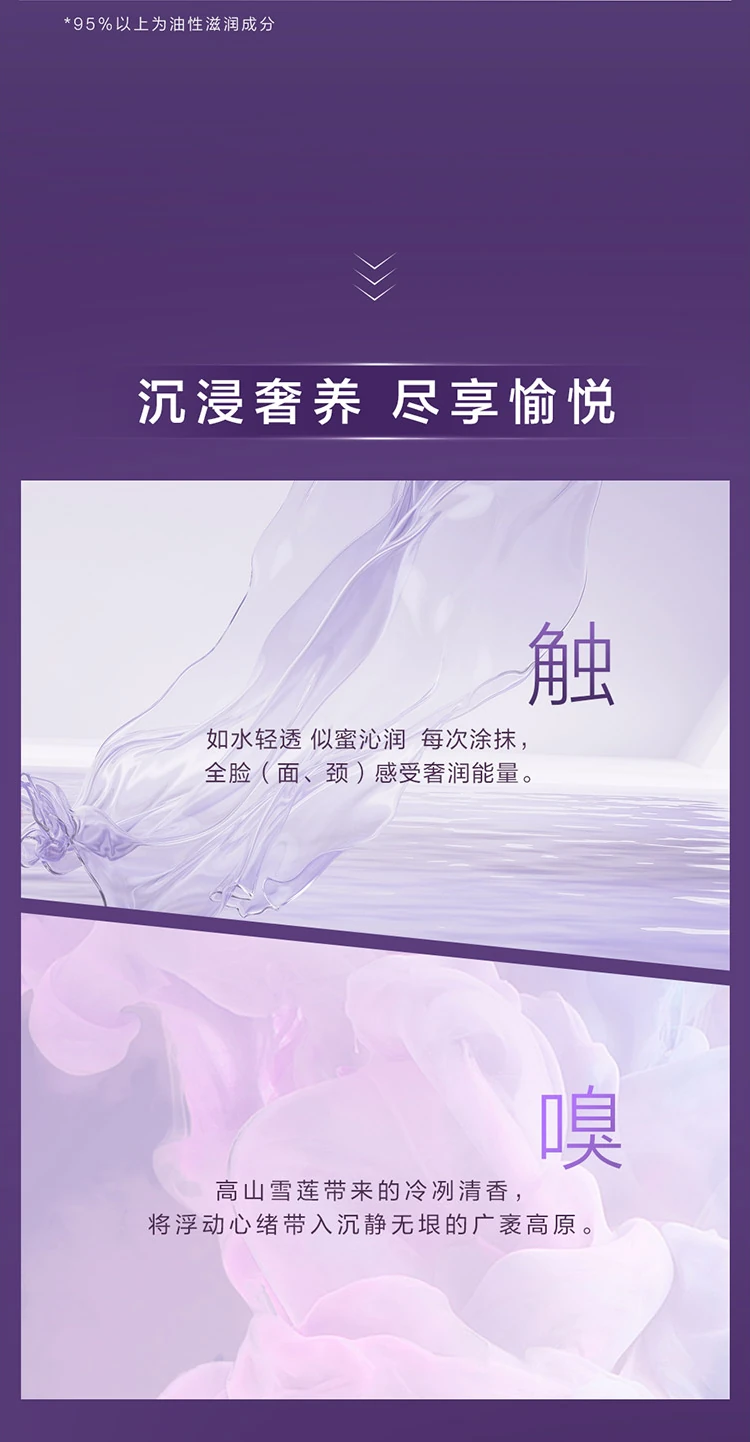 *95%以上为油性滋润成分
沉浸奢养 尽享愉悦
触
如水轻透 似蜜沁润 每次涂抹，
全脸（面、颈）感受奢润能量。
嗅
高山雪莲带来的冷冽清香，
将浮动心绪带入沉静无垠的广袤高原。